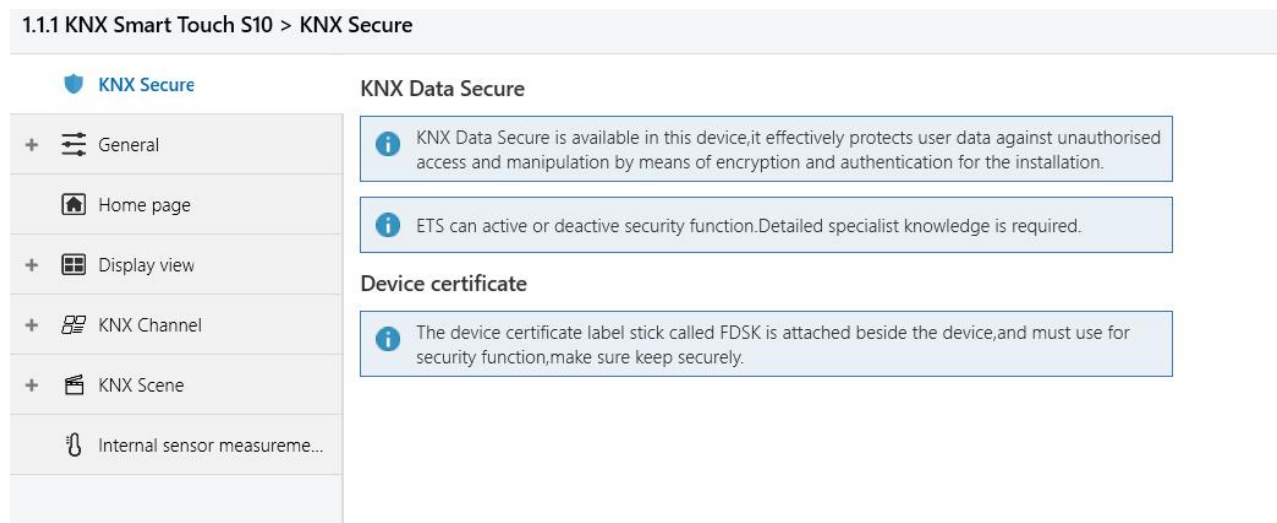 1.1.1 KNX Smart Touch S10 > KNX Secure
KNX Secure
General
Home page
Display view
KNX Channel
KNX Scene
Internal sensor measureme...
KNX Data Secure
KNX Data Secure is available in this device,it effectively protects user data against unauthorised
access and manipulation by means of encryption and authentication for the installation.
ETS can active or deactive security function.Detailed specialist knowledge is required.
Device certificate
The device certificate label stick called FDSK is attached beside the device,and must use for
security function,make sure keep securely.